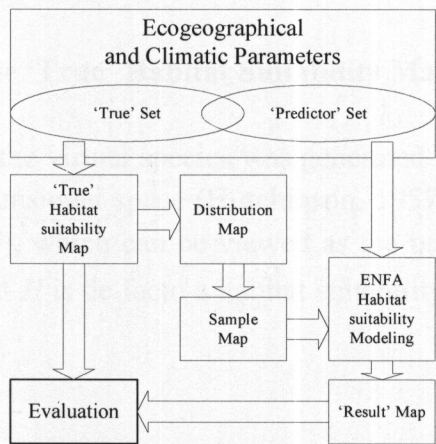 Ecogeographical
and Climatic Parameters
'True' Set
'Predictor' Set
'True'
Habitat
suitability
Map
Distribution
Map
Sample
Map
ENFA
Habitat
suitability
Modeling
Evaluation
'Result' Map